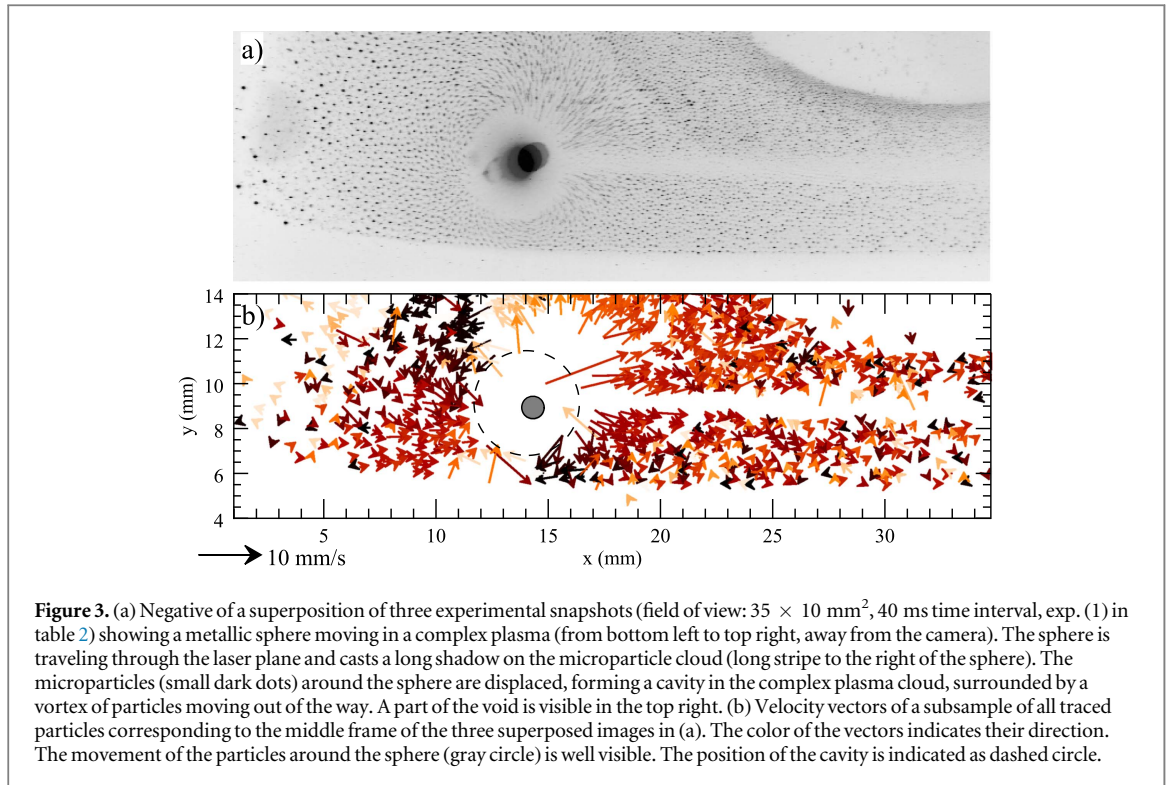 a)
b)
14
12
10
8
6
4
y (mm)
5 10 15 20 25 30
10 mm/s
x (mm)
Figure 3. (a) Negative of a superposition of three experimental snapshots (field of view: 35 × 10 mm², 40 ms time interval, exp. (1) in
table 2) showing a metallic sphere moving in a complex plasma (from bottom left to top right, away from the camera). The sphere is
traveling through the laser plane and casts a long shadow on the microparticle cloud (long stripe to the right of the sphere). The
microparticles (small dark dots) around the sphere are displaced, forming a cavity in the complex plasma cloud, surrounded by a
vortex of particles moving out of the way. A part of the void is visible in the top right. (b) Velocity vectors of a subsample of all traced
particles corresponding to the middle frame of the three superposed images in (a). The color of the vectors indicates their direction.
The movement of the particles around the sphere (gray circle) is well visible. The position of the cavity is indicated as dashed circle.